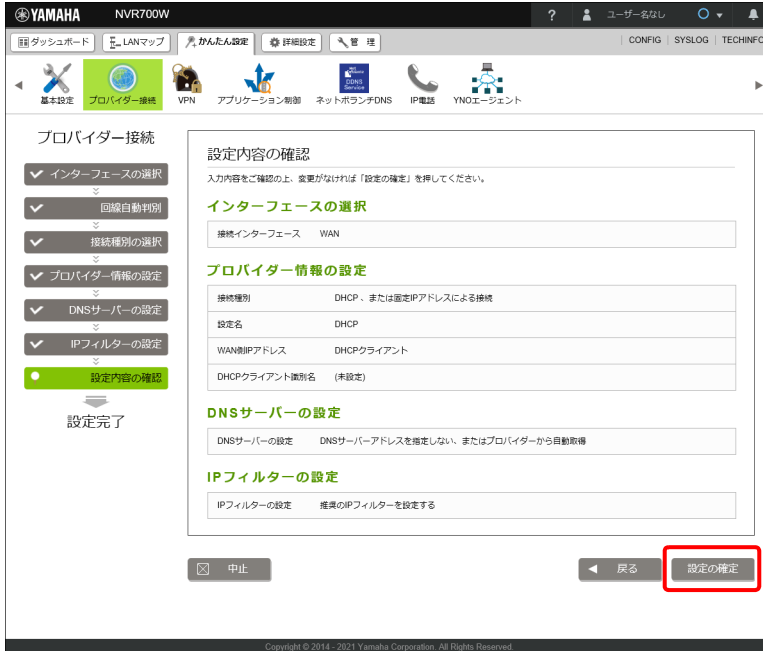 YAMAHA NVR700W ? ユーザー名なし
ダッシュボード LANマップ かんたん設定 詳細設定 管 理 CONFIG SYSLOG TECHINFO
基本設定 プロバイダー接続 VPN アプリケーション制御 ネットボランチDNS IP電話 YNOエージェント
DDNS
Service
プロバイダー接続
インターフェースの選択
回線自動判別
接続種別の選択
プロバイダー情報の設定
DNSサーバーの設定
IPフィルターの設定
設定内容の確認
設定完了
設定内容の確認
入力内容をご確認の上、変更がなければ「設定の確定」を押してください。
インターフェースの選択
接続インターフェース WAN
プロバイダー情報の設定
接続種別 DHCP 、または固定IPアドレスによる接続
設定名 DHCP
WAN側IPアドレス DHCPクライアント
DHCPクライアント識別名 (未設定)
DNSサーバーの設定
DNSサーバーの設定 DNSサーバーアドレスを指定しない、またはプロバイダーから自動取得
IPフィルターの設定
IPフィルターの設定 推奨のIPフィルターを設定する
中止 戻る 設定の確定
Copyright © 2014 - 2021 Yamaha Corporation. All Rights Reserved.